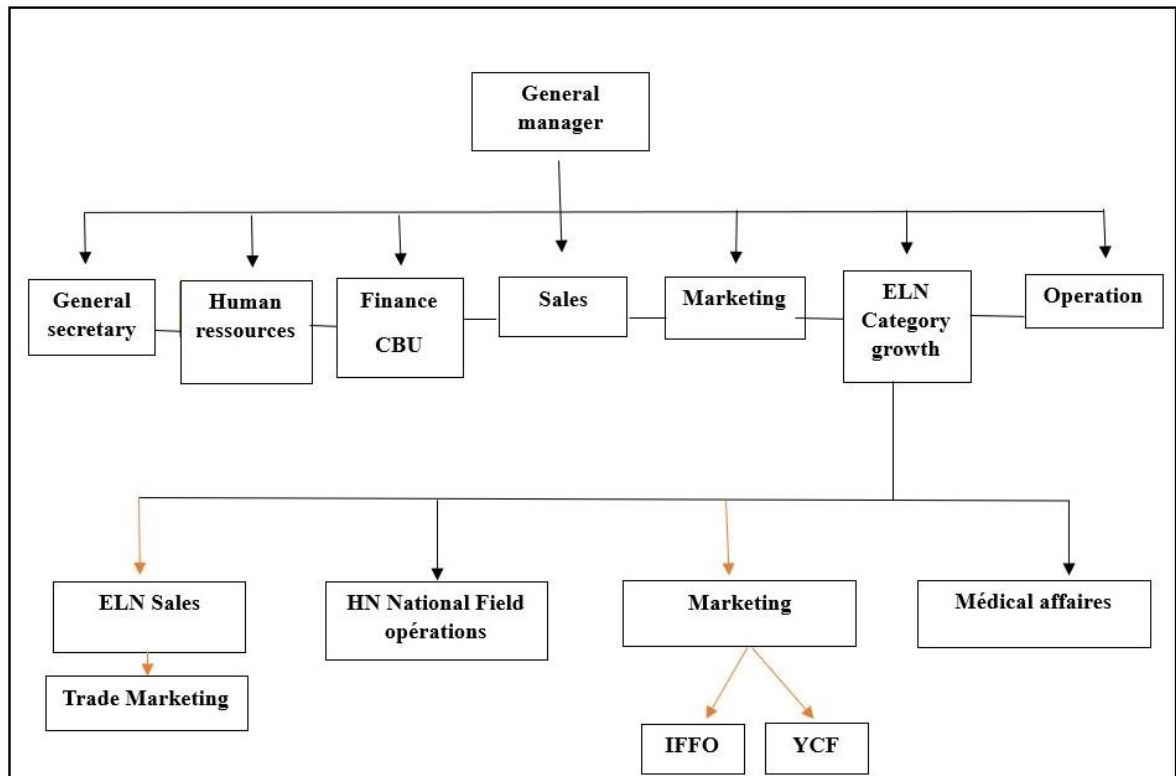 General
manager
General
secretary
Human
ressources
Finance
CBU
Sales
Marketing
ELN
Category
growth
Operation
ELN Sales
HN National Field
opérations
Marketing
Médical affaires
Trade Marketing
IFFO
YCF